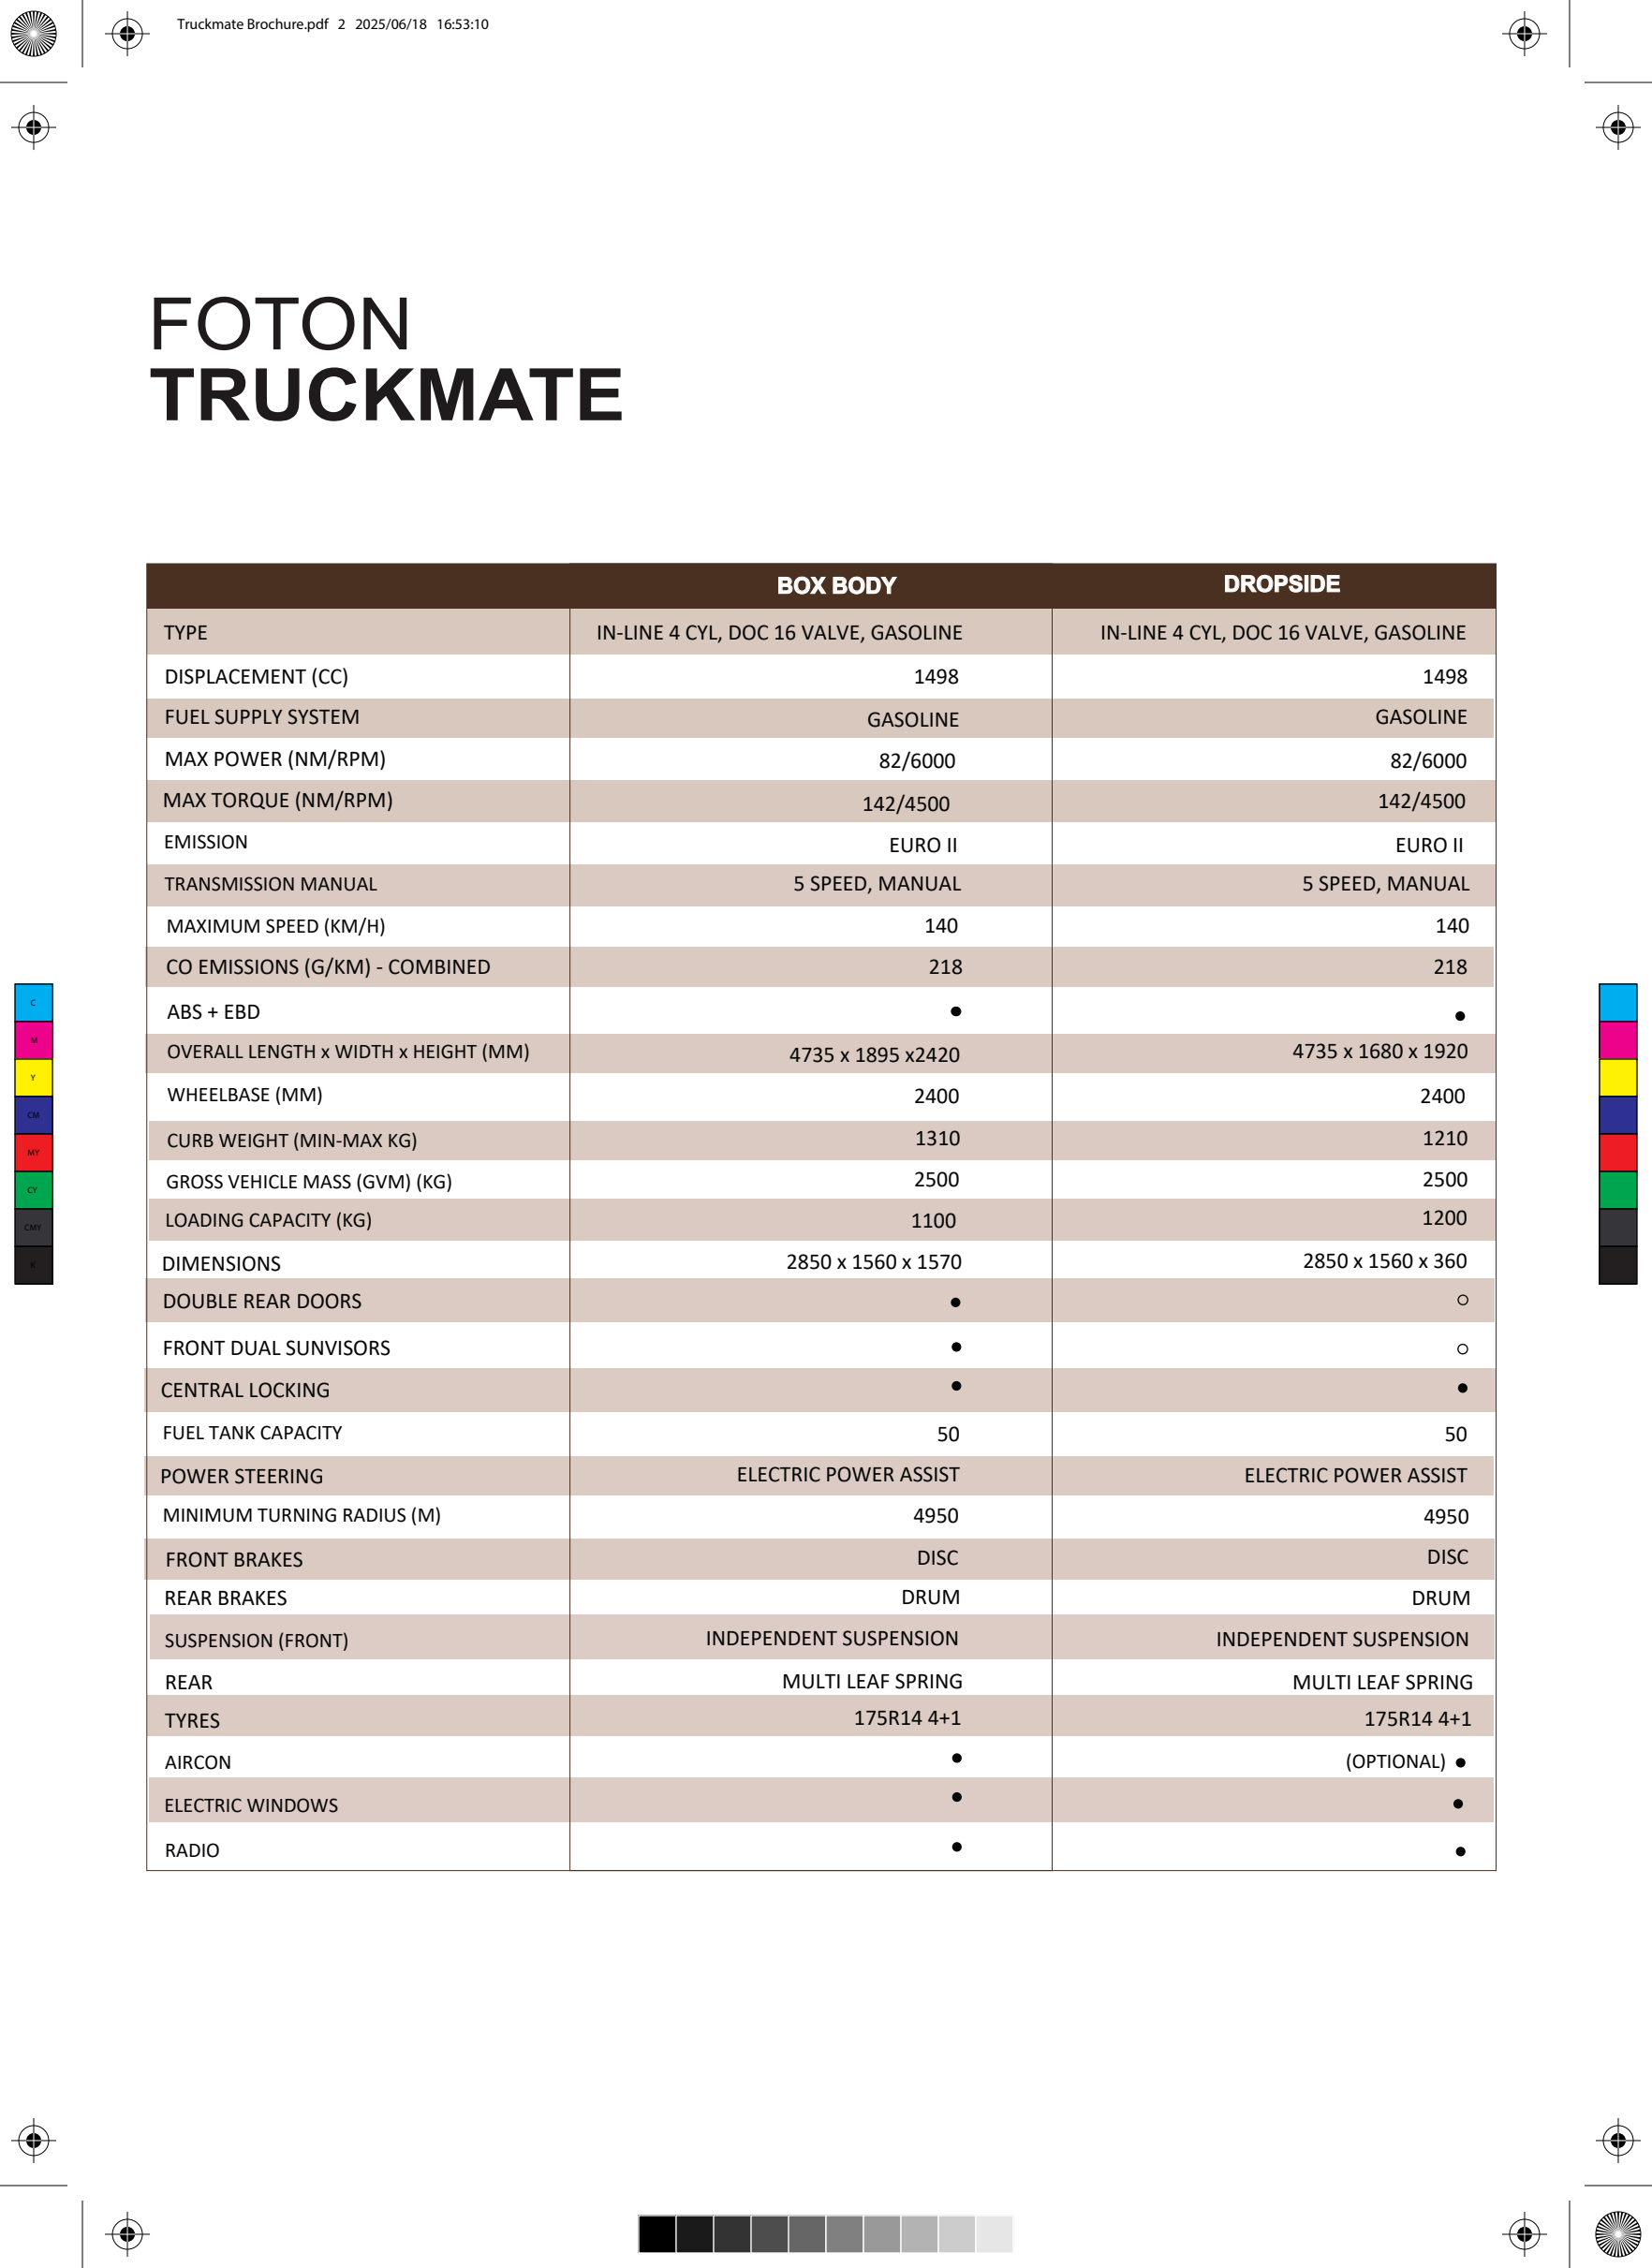 Truckmate Brochure.pdf 2 2025/06/18 16:53:10
FOTON
TRUCKMATE
BOX BODY DROPSIDE
TYPE IN-LINE 4 CYL, DOC 16 VALVE, GASOLINE IN-LINE 4 CYL, DOC 16 VALVE, GASOLINE
DISPLACEMENT (CC) 1498 1498
FUEL SUPPLY SYSTEM GASOLINE GASOLINE
MAX POWER (NM/RPM) 82/6000 82/6000
MAX TORQUE (NM/RPM) 142/4500 142/4500
EMISSION EURO II EURO II
TRANSMISSION MANUAL 5 SPEED, MANUAL 5 SPEED, MANUAL
MAXIMUM SPEED (KM/H) 140 140
CO EMISSIONS (G/KM) - COMBINED 218 218
ABS + EBD ● ●
OVERALL LENGTH x WIDTH x HEIGHT (MM) 4735 x 1895 x2420 4735 x 1680 x 1920
WHEELBASE (MM) 2400 2400
CURB WEIGHT (MIN-MAX KG) 1310 1210
GROSS VEHICLE MASS (GVM) (KG) 2500 2500
LOADING CAPACITY (KG) 1100 1200
DIMENSIONS 2850 x 1560 x 1570 2850 x 1560 x 360
DOUBLE REAR DOORS ● ○
FRONT DUAL SUNVISORS ● ○
CENTRAL LOCKING ● ●
FUEL TANK CAPACITY 50 50
POWER STEERING ELECTRIC POWER ASSIST ELECTRIC POWER ASSIST
MINIMUM TURNING RADIUS (M) 4950 4950
FRONT BRAKES DISC DISC
REAR BRAKES DRUM DRUM
SUSPENSION (FRONT) INDEPENDENT SUSPENSION INDEPENDENT SUSPENSION
REAR MULTI LEAF SPRING MULTI LEAF SPRING
TYRES 175R14 4+1 175R14 4+1
AIRCON ● (OPTIONAL) ●
ELECTRIC WINDOWS ● ●
RADIO ● ●
C
M
Y
CM
MY
CY
CMY
K